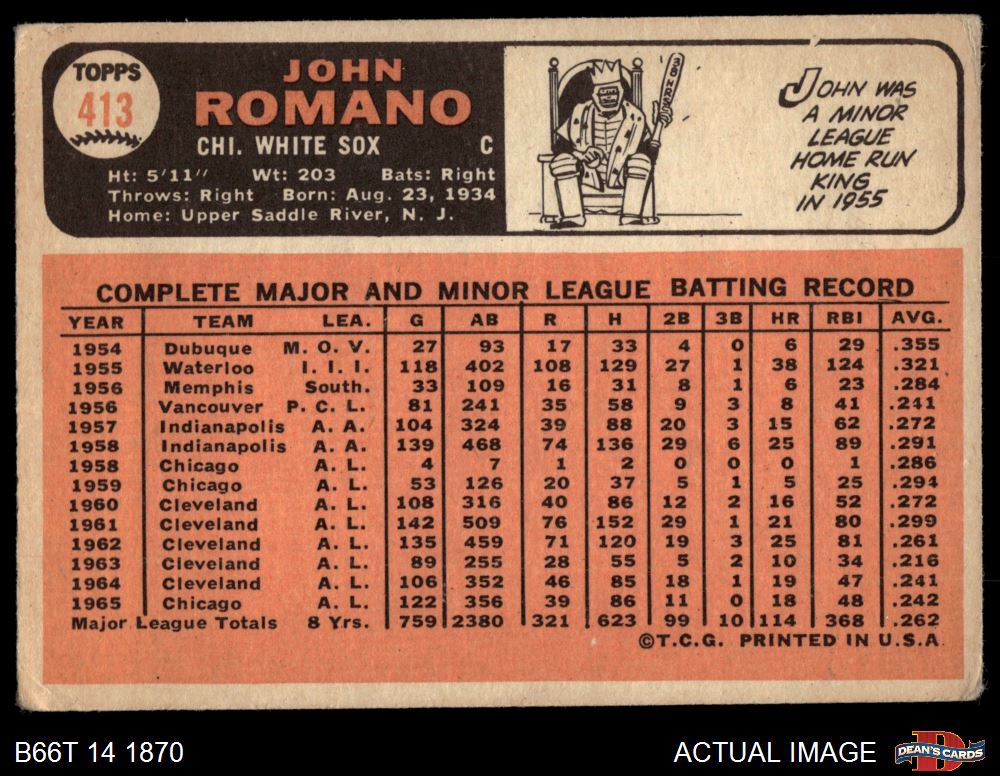 TOPPS
413
JOHN
ROMANO
CHI. WHITE SOX C
Ht: 5'11" Wt: 203 Bats: Right
Throws: Right Born: Aug. 23, 1934
Home: Upper Saddle River, N. J.
38 HRS
JOHN WAS
A MINOR
LEAGUE
HOME RUN
KING
IN 1955
COMPLETE MAJOR AND MINOR LEAGUE BATTING RECORD
YEAR TEAM LEA. G AB R H 2B 3B HR RBI AVG.
1954 Dubuque M. O. V. 27 93 17 33 4 0 6 29 .355
1955 Waterloo I. I. I. 118 402 108 129 27 1 38 124 .321
1956 Memphis South. 33 109 16 31 8 1 6 23 .284
1956 Vancouver P. C. L. 81 241 35 58 9 3 8 41 .241
1957 Indianapolis A. A. 104 324 39 88 20 3 15 62 .272
1958 Indianapolis A. A. 139 468 74 136 29 6 25 89 .291
1958 Chicago A. L. 4 7 1 2 0 0 0 1 .286
1959 Chicago A. L. 53 126 20 37 5 1 5 25 .294
1960 Cleveland A. L. 108 316 40 86 12 2 16 52 .272
1961 Cleveland A. L. 142 509 76 152 29 1 21 80 .299
1962 Cleveland A. L. 135 459 71 120 19 3 25 81 .261
1963 Cleveland A. L. 89 255 28 55 5 2 10 34 .216
1964 Cleveland A. L. 106 352 46 85 18 1 19 47 .241
1965 Chicago A. L. 122 356 39 86 11 0 18 48 .242
Major League Totals 8 Yrs. 759 2380 321 623 99 10 114 368 .262
©T.C.G. PRINTED IN U.S.A.
B66T 14 1870 ACTUAL IMAGE DEAN'S CARDS